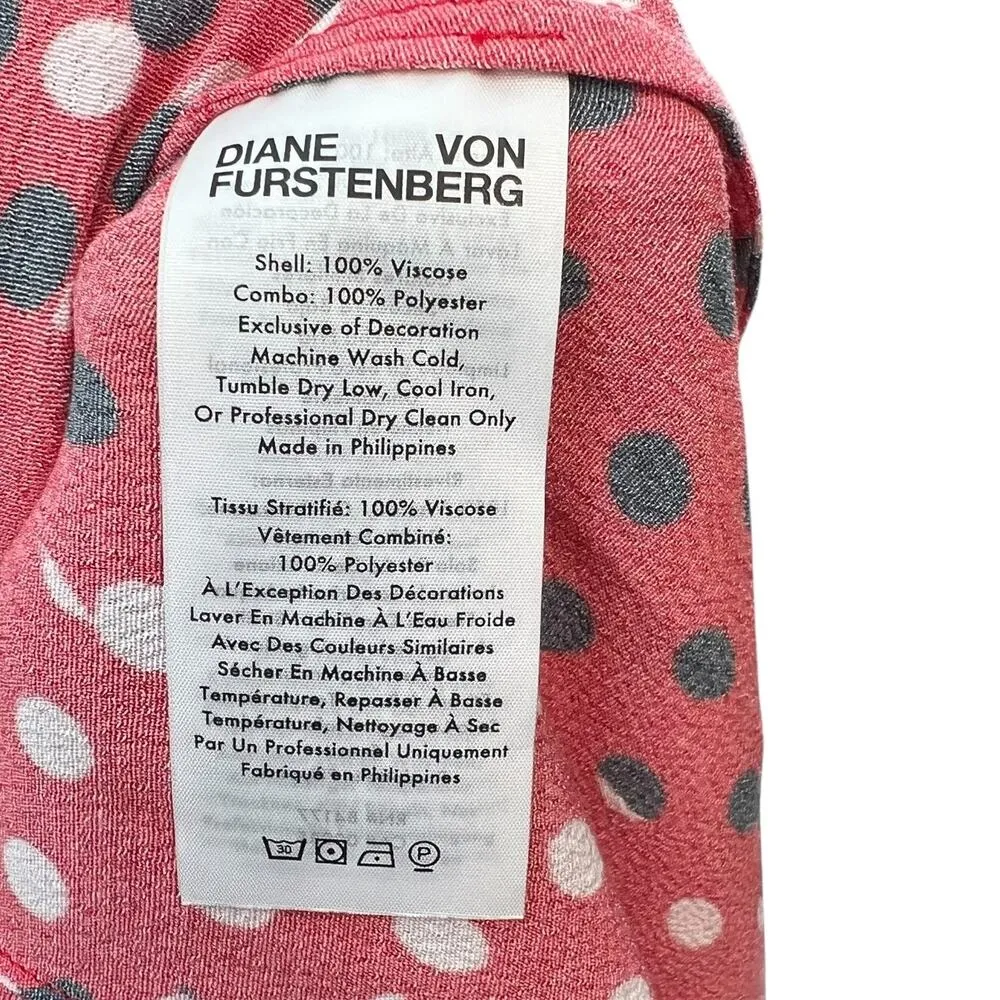 DIANE VON
FURSTENBERG
Shell: 100% Viscose
Combo: 100% Polyester
Exclusive of Decoration
Machine Wash Cold,
Tumble Dry Low, Cool Iron,
Or Professional Dry Clean Only
Made in Philippines
Tissu Stratifié: 100% Viscose
Vêtement Combiné:
100% Polyester
À L'Exception Des Décorations
Laver En Machine À L'Eau Froide
Avec Des Couleurs Similaires
Sécher En Machine À Basse
Température, Repasser À Basse
Température, Nettoyage À Sec
Par Un Professionnel Uniquement
Fabriqué en Philippines
30 P